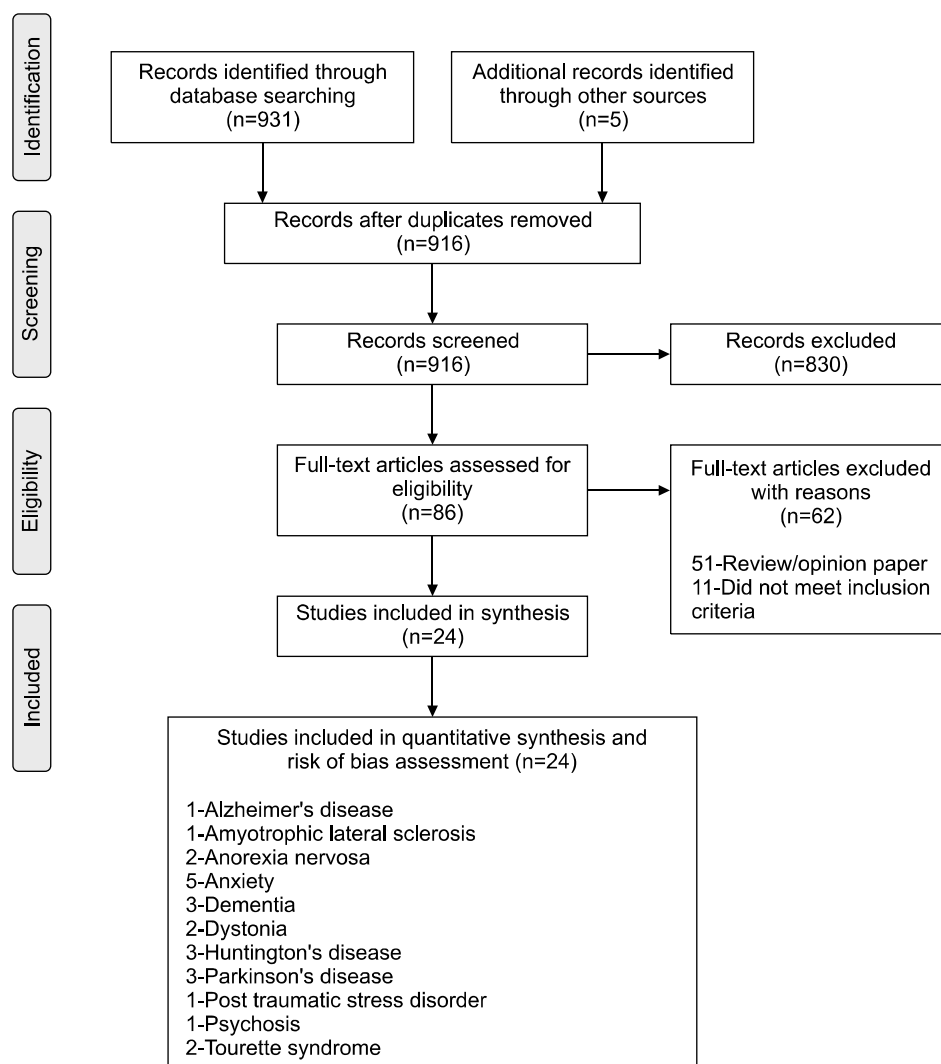 Identification
Records identified through
database searching
(n=931)
Additional records identified
through other sources
(n=5)
Screening
Records after duplicates removed
(n=916)
Records screened
(n=916)
Records excluded
(n=830)
Eligibility
Full-text articles assessed for
eligibility
(n=86)
Full-text articles excluded
with reasons
(n=62)
51-Review/opinion paper
11-Did not meet inclusion
criteria
Included
Studies included in synthesis
(n=24)
Studies included in quantitative synthesis and
risk of bias assessment (n=24)
1-Alzheimer's disease
1-Amyotrophic lateral sclerosis
2-Anorexia nervosa
5-Anxiety
3-Dementia
2-Dystonia
3-Huntington's disease
3-Parkinson's disease
1-Post traumatic stress disorder
1-Psychosis
2-Tourette syndrome